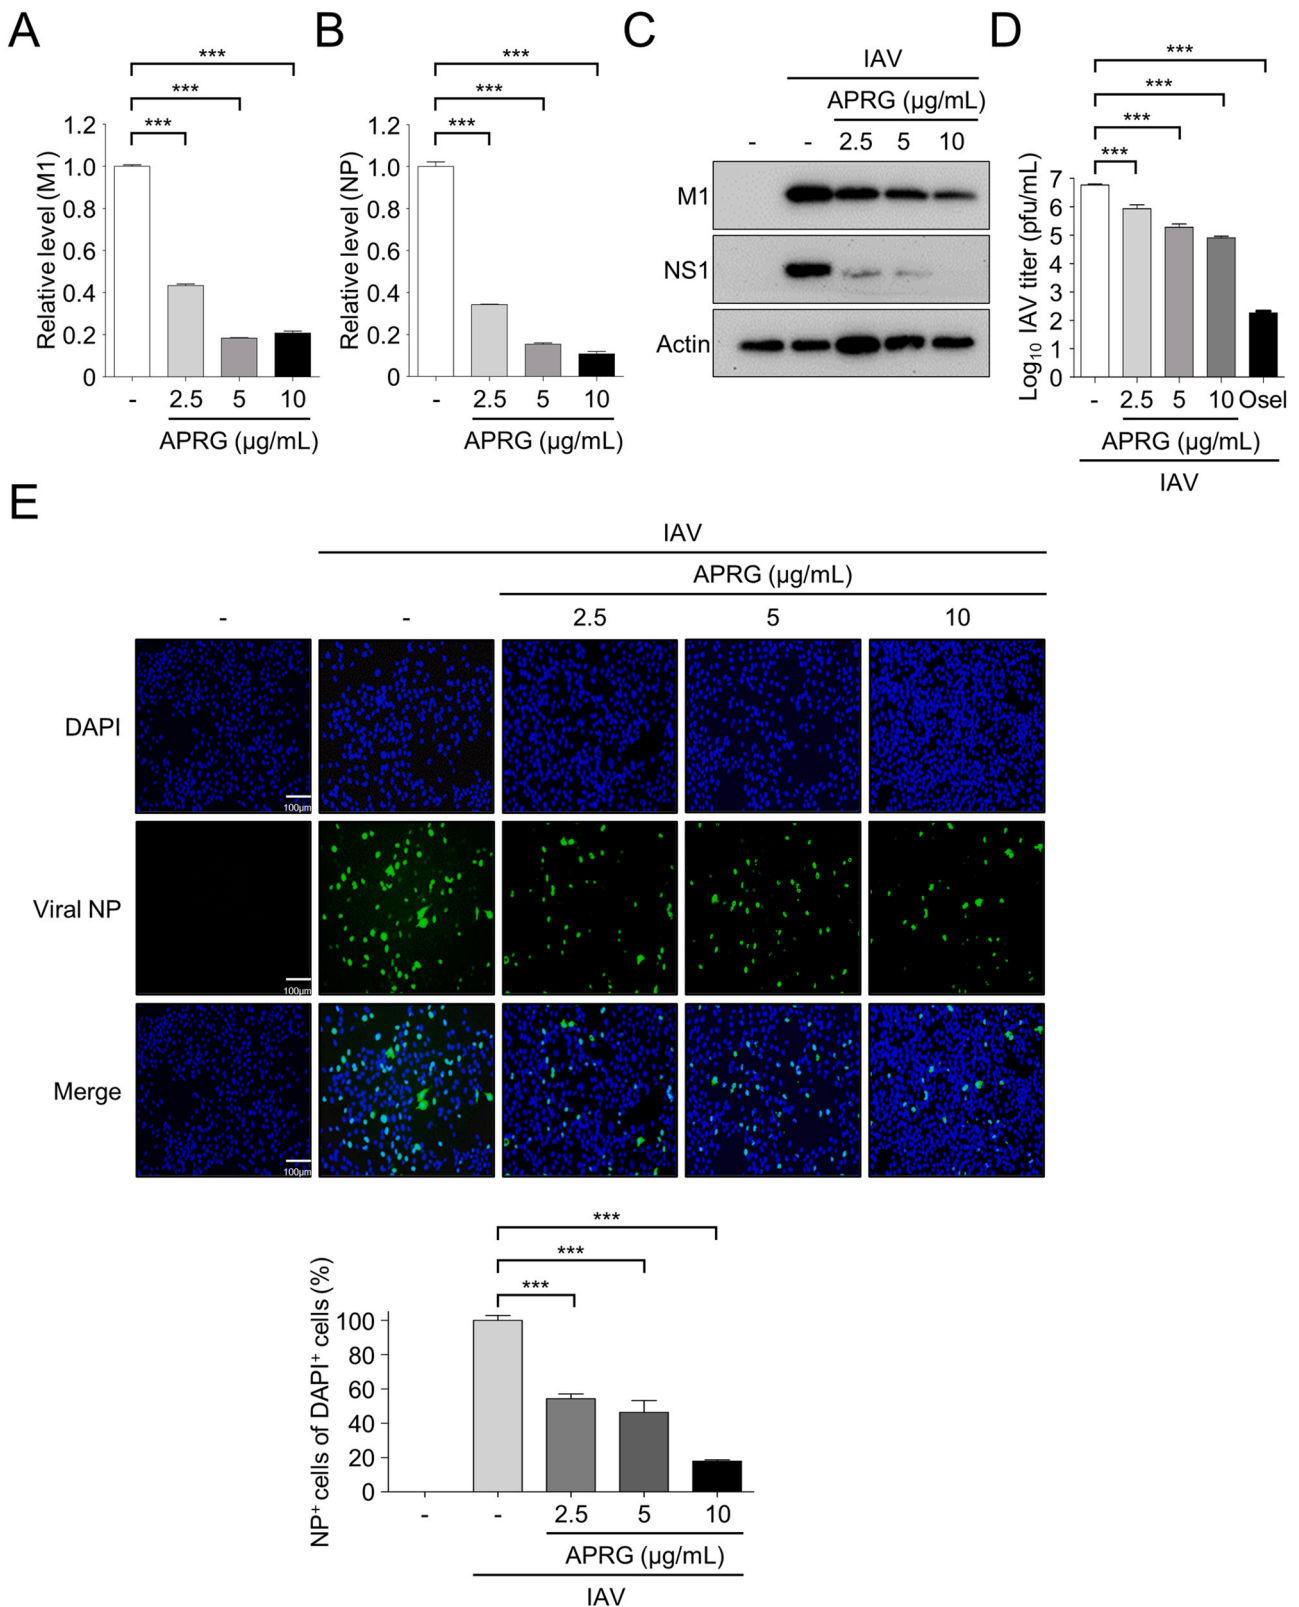 A
***
***
***
Relative level (M1)
1.2
1.0
0.8
0.6
0.4
0.2
0
- 2.5 5 10
APRG (µg/mL)
B
***
***
***
Relative level (NP)
1.2
1.0
0.8
0.6
0.4
0.2
0
- 2.5 5 10
APRG (µg/mL)
C
IAV
APRG (µg/mL)
- - 2.5 5 10
M1
NS1
Actin
D
***
***
***
***
Log10 IAV titer (pfu/mL)
7
6
5
4
3
2
1
0
- 2.5 5 10 Osel
APRG (µg/mL)
IAV
E
IAV
APRG (µg/mL)
- - 2.5 5 10
DAPI
100µm
Viral NP
100µm
Merge
100µm
***
***
***
NP+ cells of DAPI+ cells (%)
100
80
60
40
20
0
- - 2.5 5 10
APRG (µg/mL)
IAV